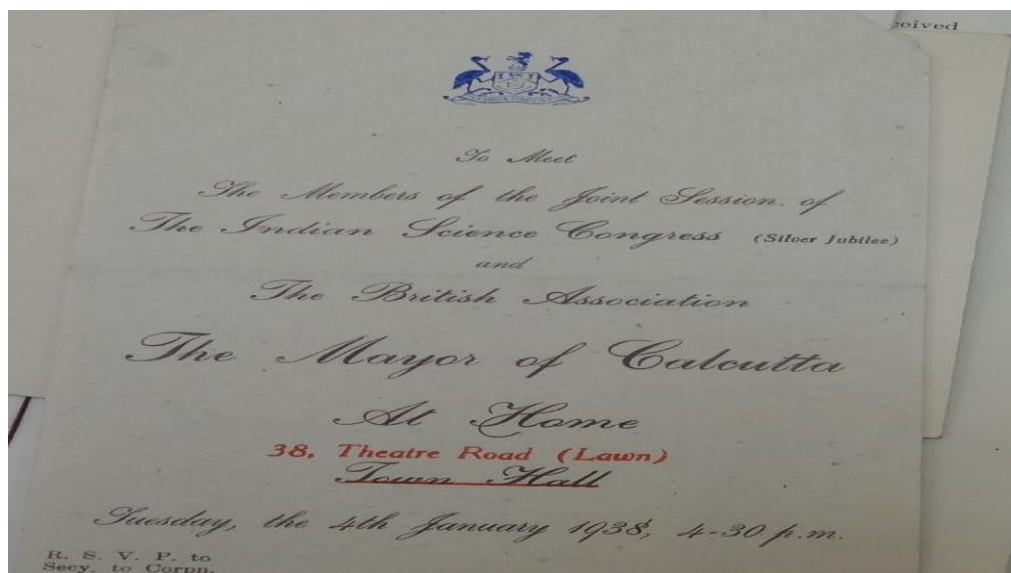 ceived
To Meet
The Members of the Joint Session of
The Indian Science Congress (Silver Jubilee)
and
The British Association
The Mayor of Calcutta
At Home
38, Theatre Road (Lawn)
Town Hall
Tuesday, the 4th January 1938, 4-30 p.m.
R. S. V. P. to
Secy. to Corpn.